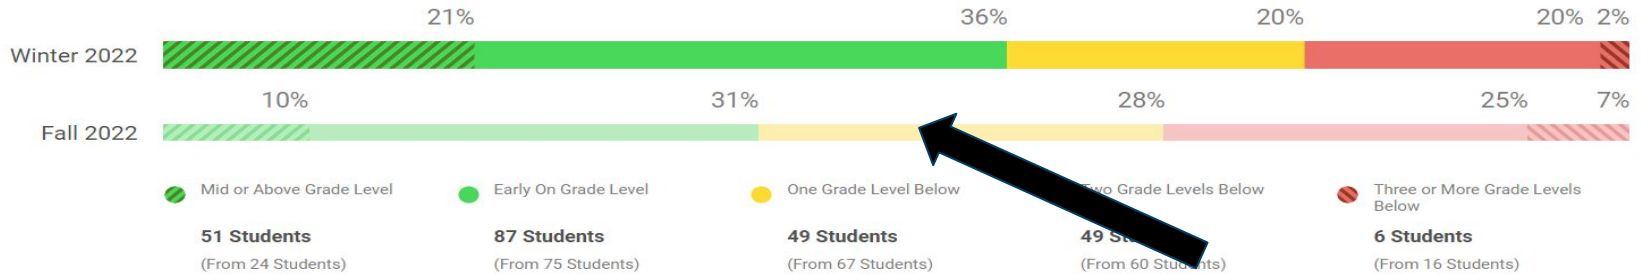 21% 36% 20% 20% 2%
Winter 2022
10% 31% 28% 25% 7%
Fall 2022
Mid or Above Grade Level
Early On Grade Level
One Grade Level Below
Two Grade Levels Below
Three or More Grade Levels
Below
51 Students
87 Students
49 Students
49
6 Students
(From 24 Students)
(From 75 Students)
(From 67 Students)
(From 60 Students)
(From 16 Students)